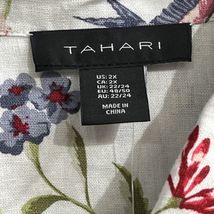 TAHARI
US: 2X
CA: 2X
UK: 22/24
EU: 48/50
AU: 22/24
MADE IN
CHINA